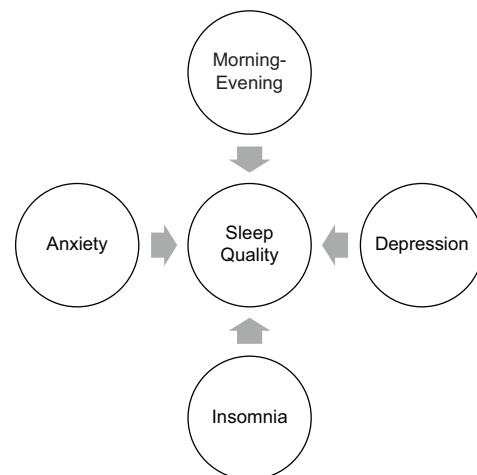 Morning-
Evening
Anxiety
Sleep
Quality
Depression
Insomnia